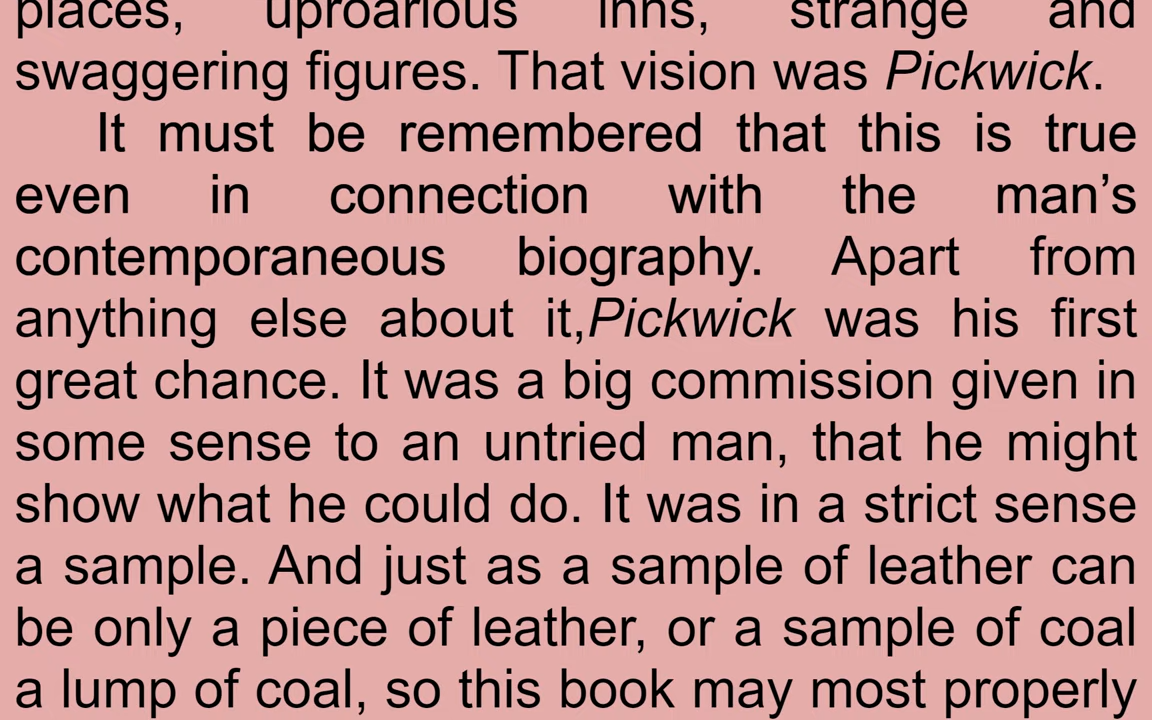 places, uproarious inns, strange and
swaggering figures. That vision was Pickwick.
It must be remembered that this is true
even in connection with the man’s
contemporaneous biography. Apart from
anything else about it,Pickwick was his first
great chance. It was a big commission given in
some sense to an untried man, that he might
show what he could do. It was in a strict sense
a sample. And just as a sample of leather can
be only a piece of leather, or a sample of coal
a lump of coal, so this book may most properly